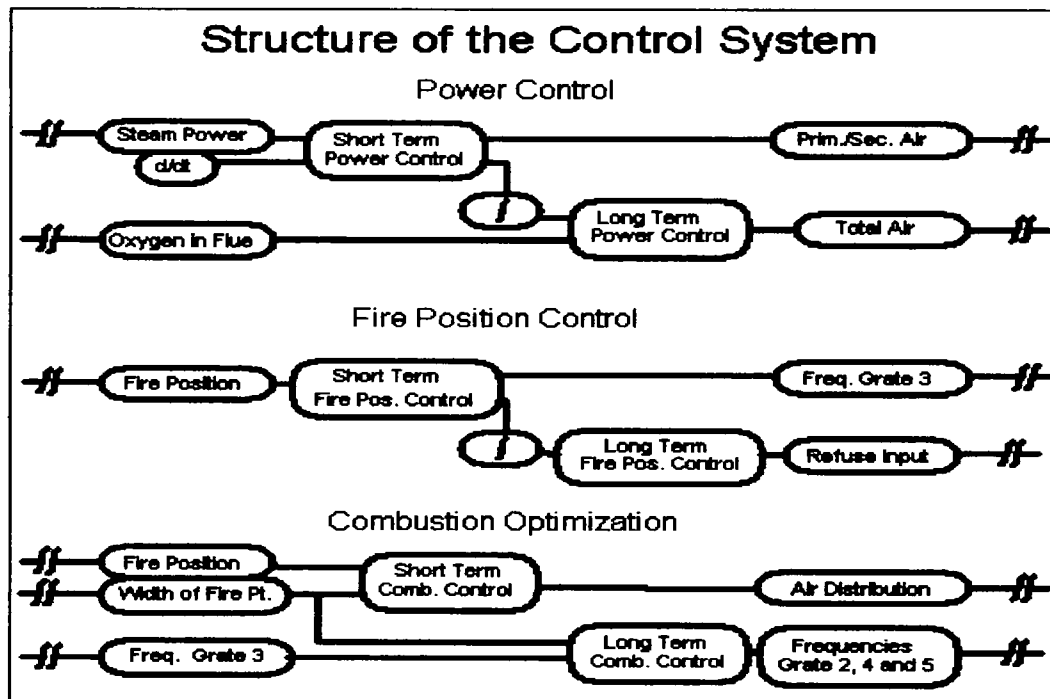 Structure of the Control System
Power Control
Steam Power
d/dt
Short Term
Power Control
Prim./Sec. Air
∫
Oxygen in Flue
Long Term
Power Control
Total Air
Fire Position Control
Fire Position
Short Term
Fire Pos. Control
Freq. Grate 3
∫
Long Term
Fire Pos. Control
Refuse Input
Combustion Optimization
Fire Position
Width of Fire Pt.
Short Term
Comb. Control
Air Distribution
Freq. Grate 3
Long Term
Comb. Control
Frequencies
Grate 2, 4 and 5